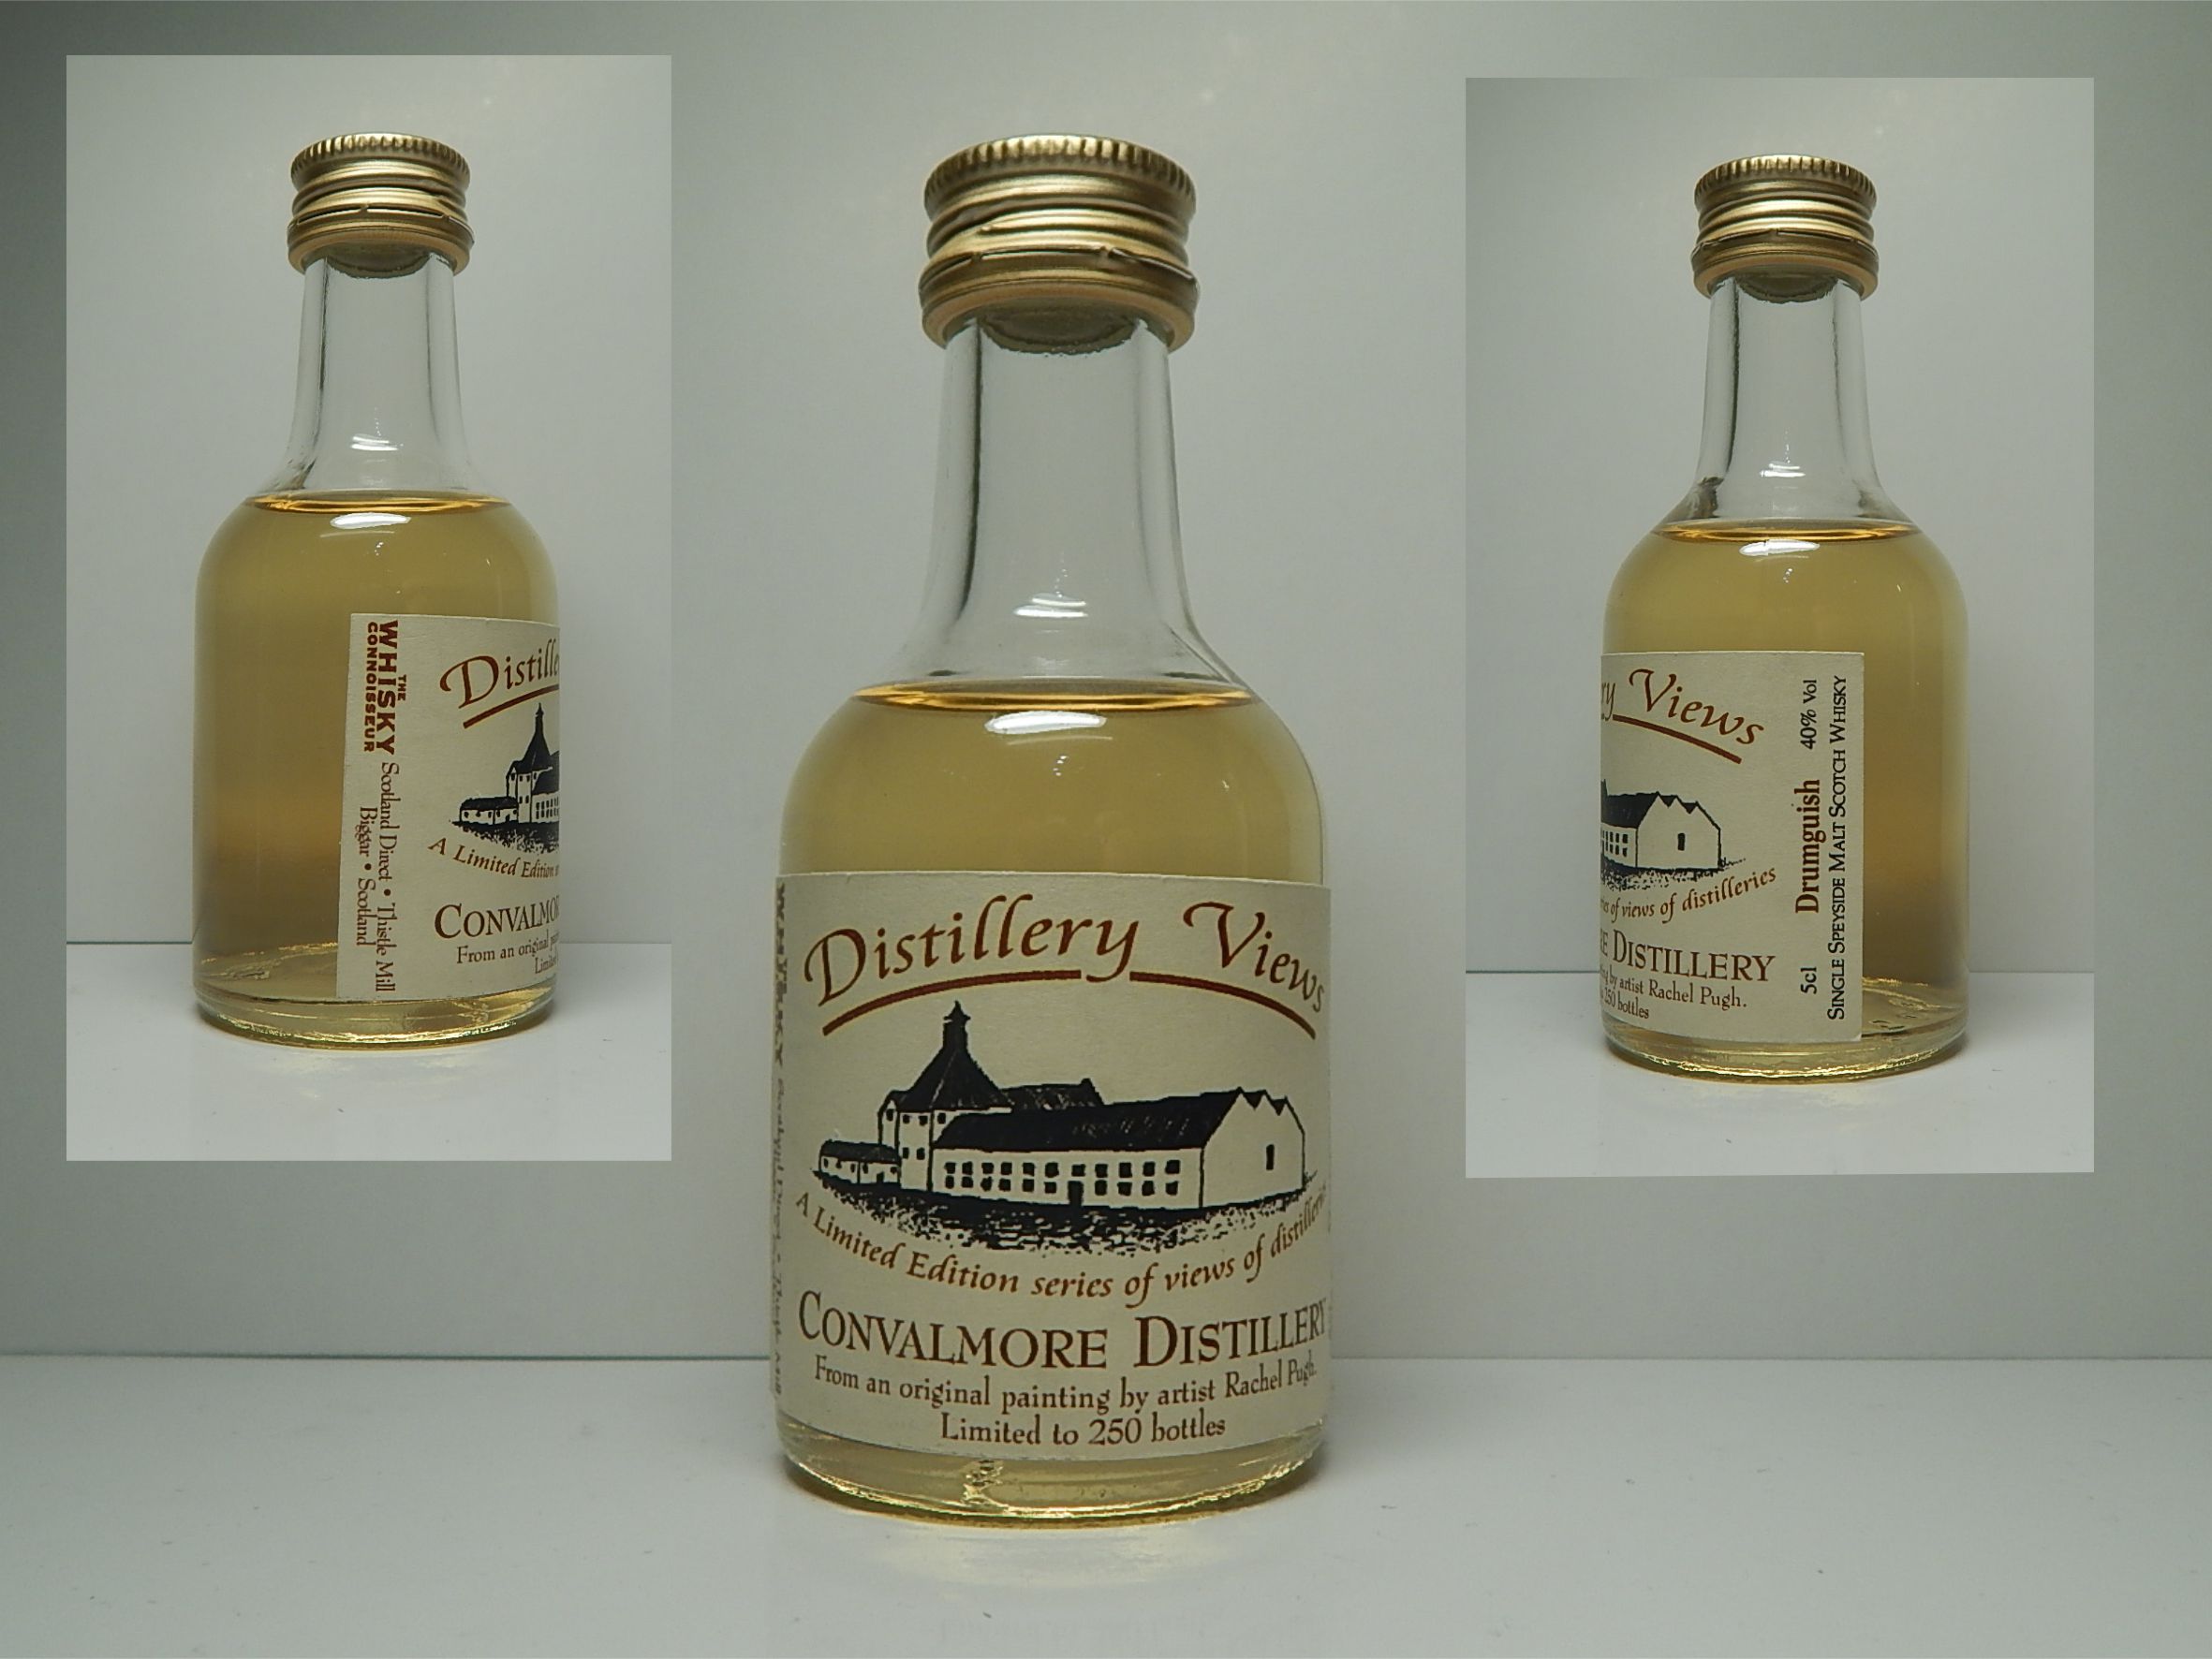 THE
WHISKY
CONNOISSEUR
Scotland Direct • Thistle Mill
Biggar • Scotland
Distille
A Limited Edition
CONVALMO
From an original
Distillery Views
A Limited Edition series of views of distilleries
CONVALMORE DISTILLERY
From an original painting by artist Rachel Pugh.
Limited to 250 bottles
ry Views
of views of distilleries
RE DISTILLERY
by artist Rachel Pugh.
250 bottles
5cl Drumguish 40% Vol
SINGLE SPEYSIDE MALT SCOTCH WHISKY